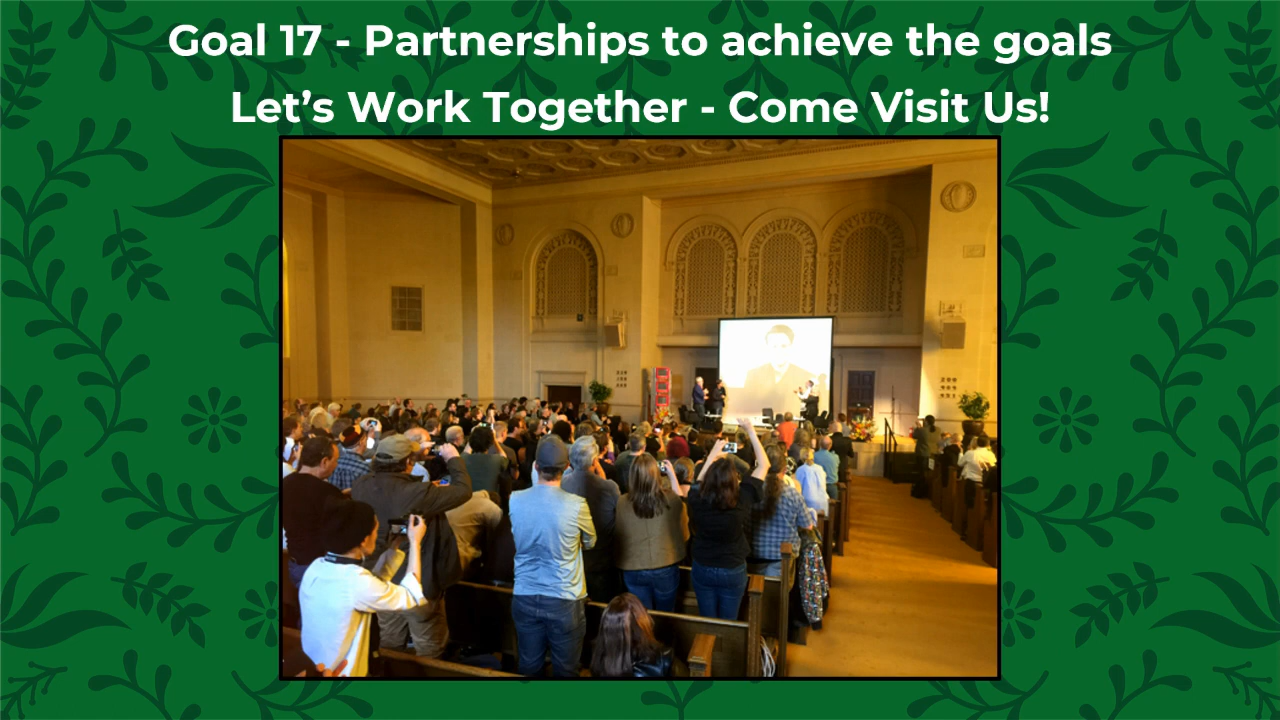 Goal 17 - Partnerships to achieve the goals
Let’s Work Together - Come Visit Us!